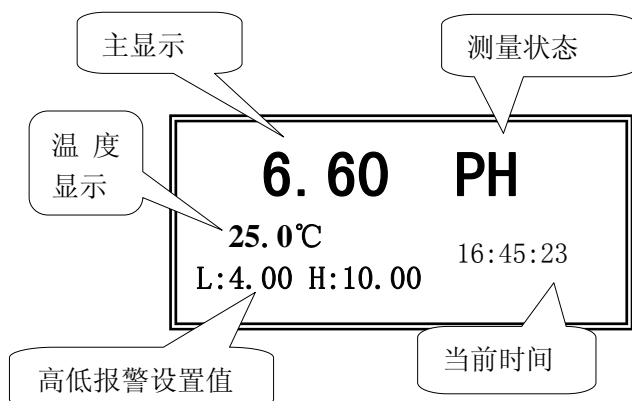 主显示
测量状态
温 度
显示
6.60 PH
25.0℃
16:45:23
L:4.00 H:10.00
高低报警设置值
当前时间